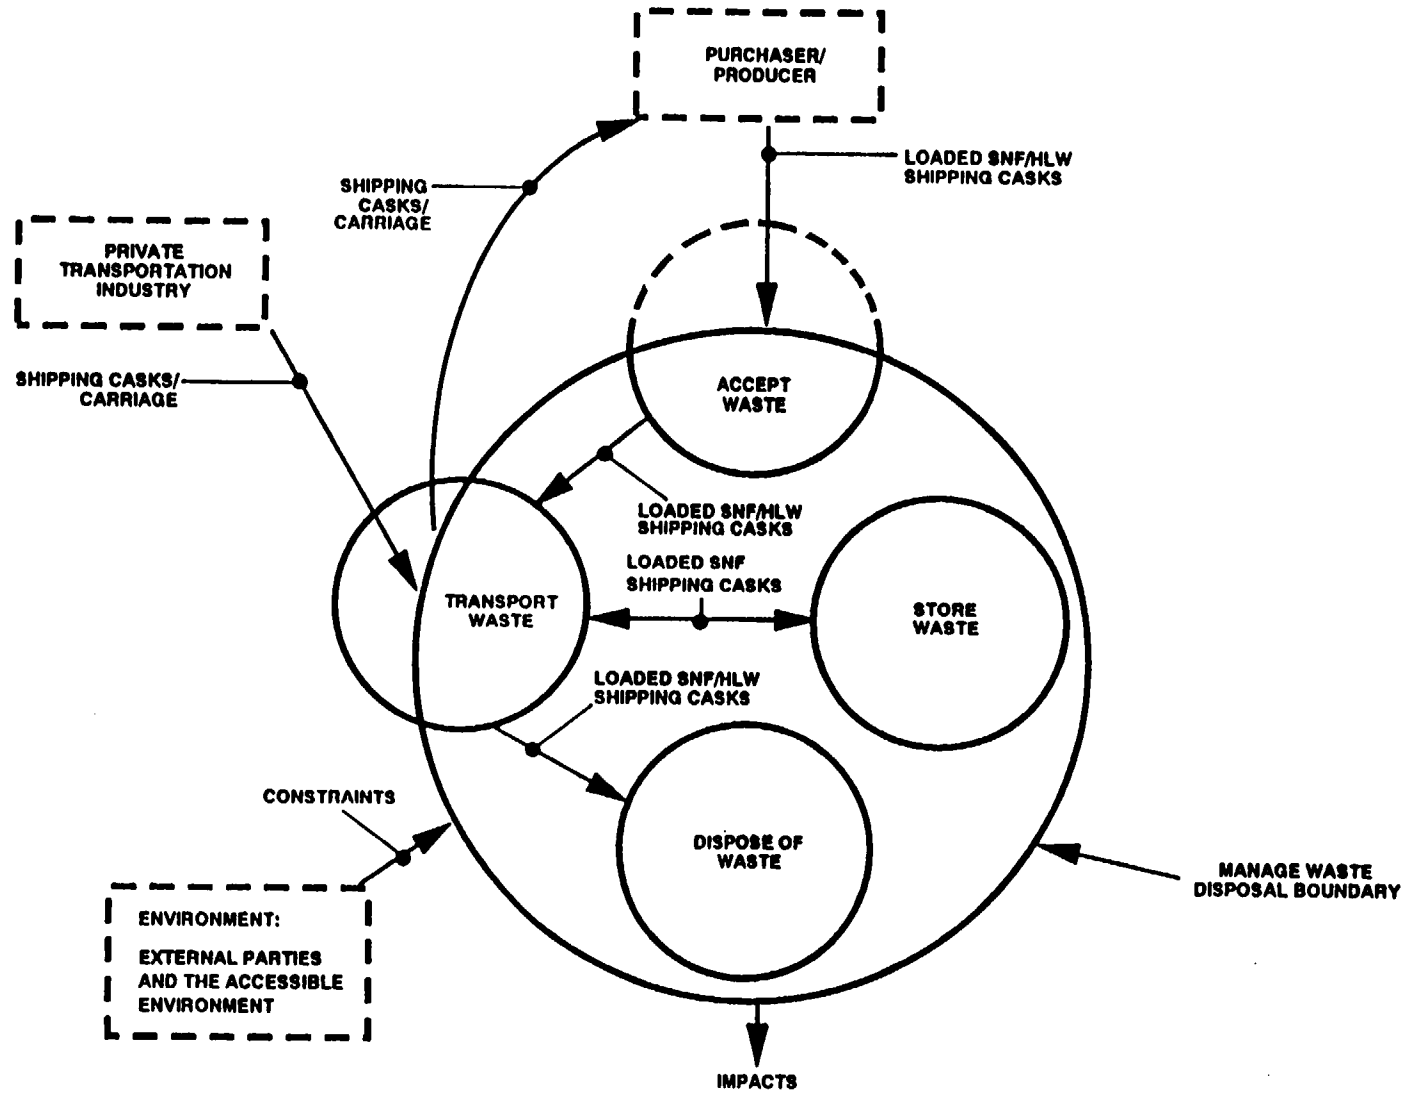 PURCHASER/
PRODUCER
LOADED SNF/HLW
SHIPPING CASKS
SHIPPING
CASKS/
CARRIAGE
PRIVATE
TRANSPORTATION
INDUSTRY
SHIPPING CASKS/
CARRIAGE
ACCEPT
WASTE
LOADED SNF/HLW
SHIPPING CASKS
LOADED SNF
SHIPPING CASKS
TRANSPORT
WASTE
STORE
WASTE
LOADED SNF/HLW
SHIPPING CASKS
CONSTRAINTS
DISPOSE OF
WASTE
MANAGE WASTE
DISPOSAL BOUNDARY
ENVIRONMENT:
EXTERNAL PARTIES
AND THE ACCESSIBLE
ENVIRONMENT
IMPACTS